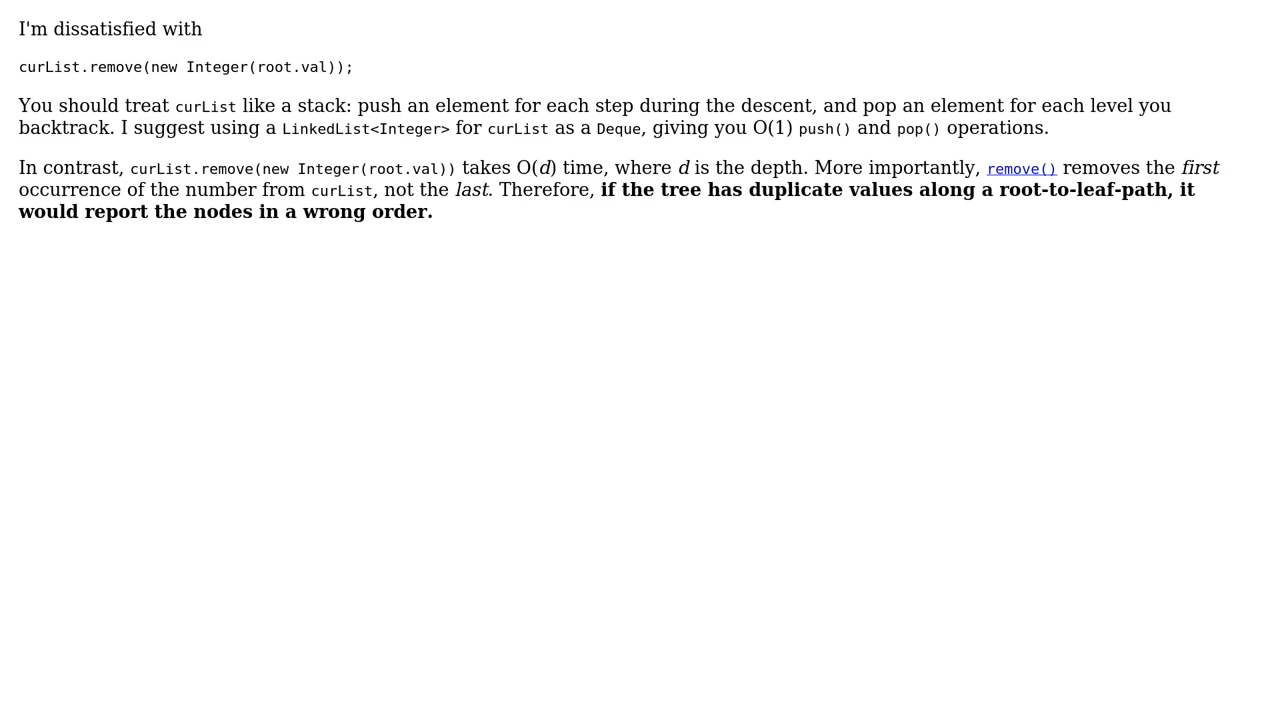 I'm dissatisfied with
curList.remove(new Integer(root.val));
You should treat curList like a stack: push an element for each step during the descent, and pop an element for each level you
backtrack. I suggest using a LinkedList<Integer> for curList as a Deque, giving you O(1) push() and pop() operations.
In contrast, curList.remove(new Integer(root.val)) takes O(d) time, where d is the depth. More importantly, remove() removes the first
occurrence of the number from curList, not the last. Therefore, if the tree has duplicate values along a root-to-leaf-path, it
would report the nodes in a wrong order.